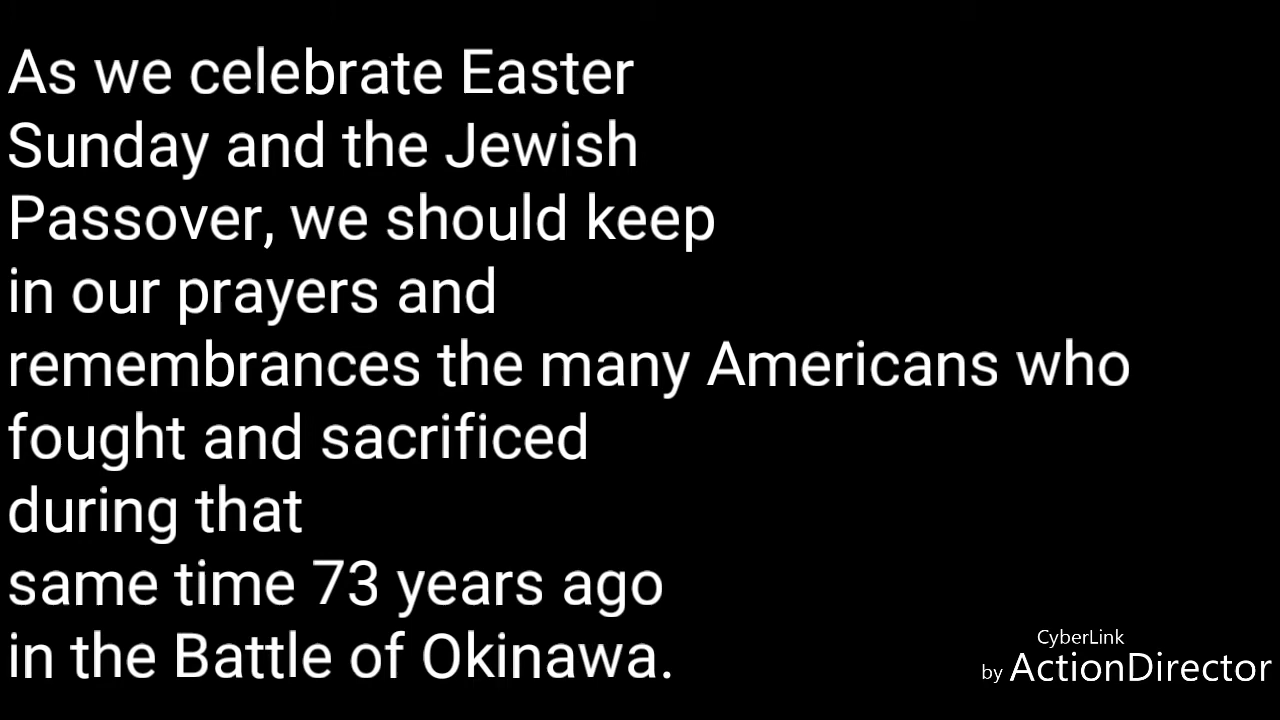 As we celebrate Easter
Sunday and the Jewish
Passover, we should keep
in our prayers and
remembrances the many Americans who
fought and sacrificed
during that
same time 73 years ago
in the Battle of Okinawa.
CyberLink
by ActionDirector